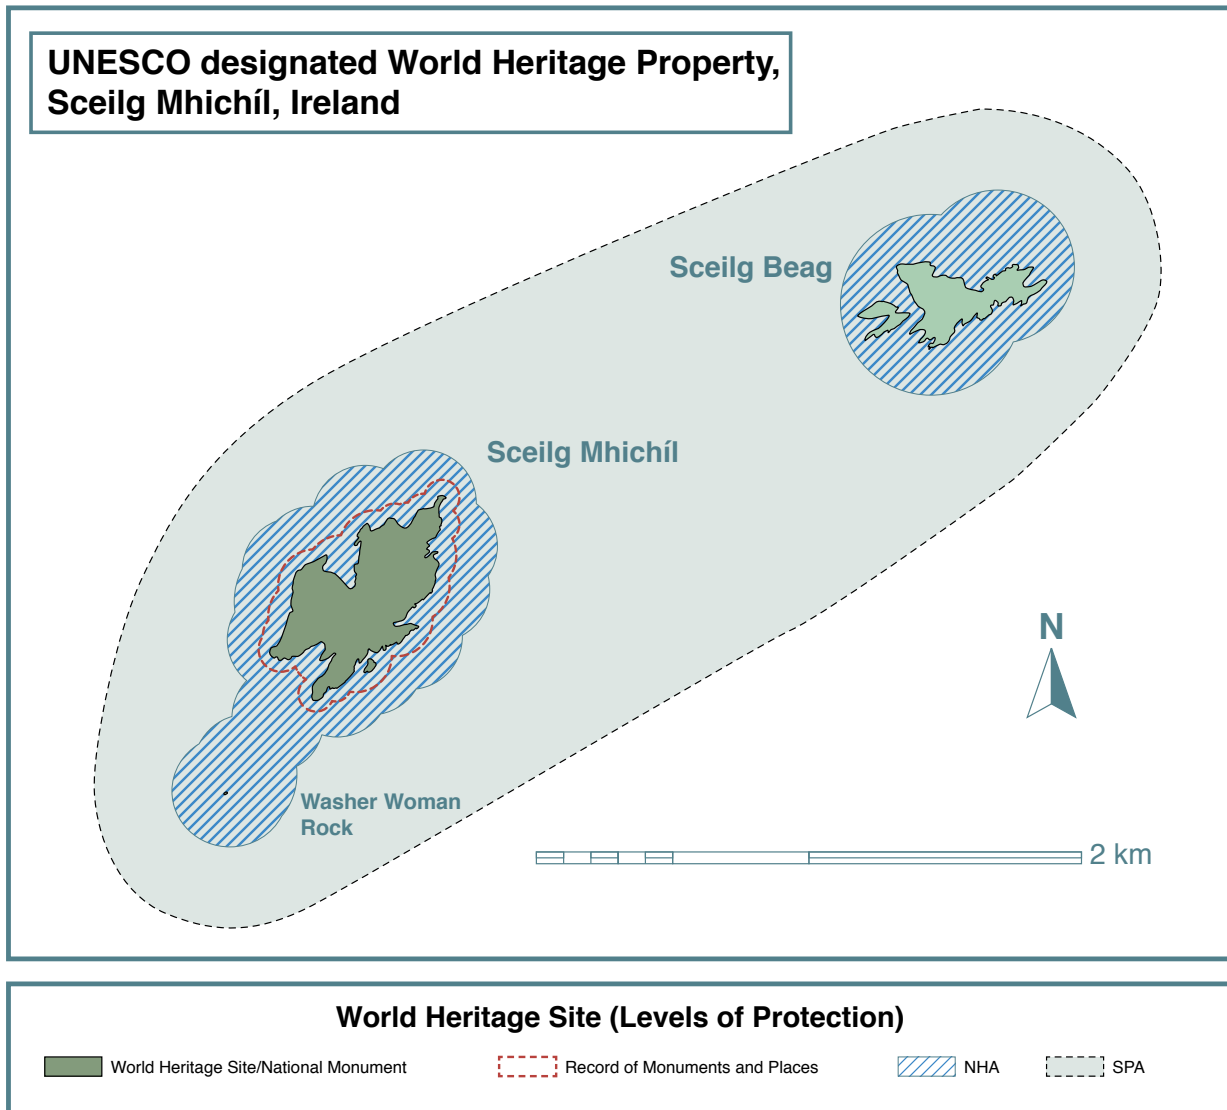 UNESCO designated World Heritage Property,
Sceilg Mhichíl, Ireland
Sceilg Beag
Sceilg Mhichíl
N
Washer Woman
Rock
2 km
World Heritage Site (Levels of Protection)
World Heritage Site/National Monument
Record of Monuments and Places
NHA
SPA